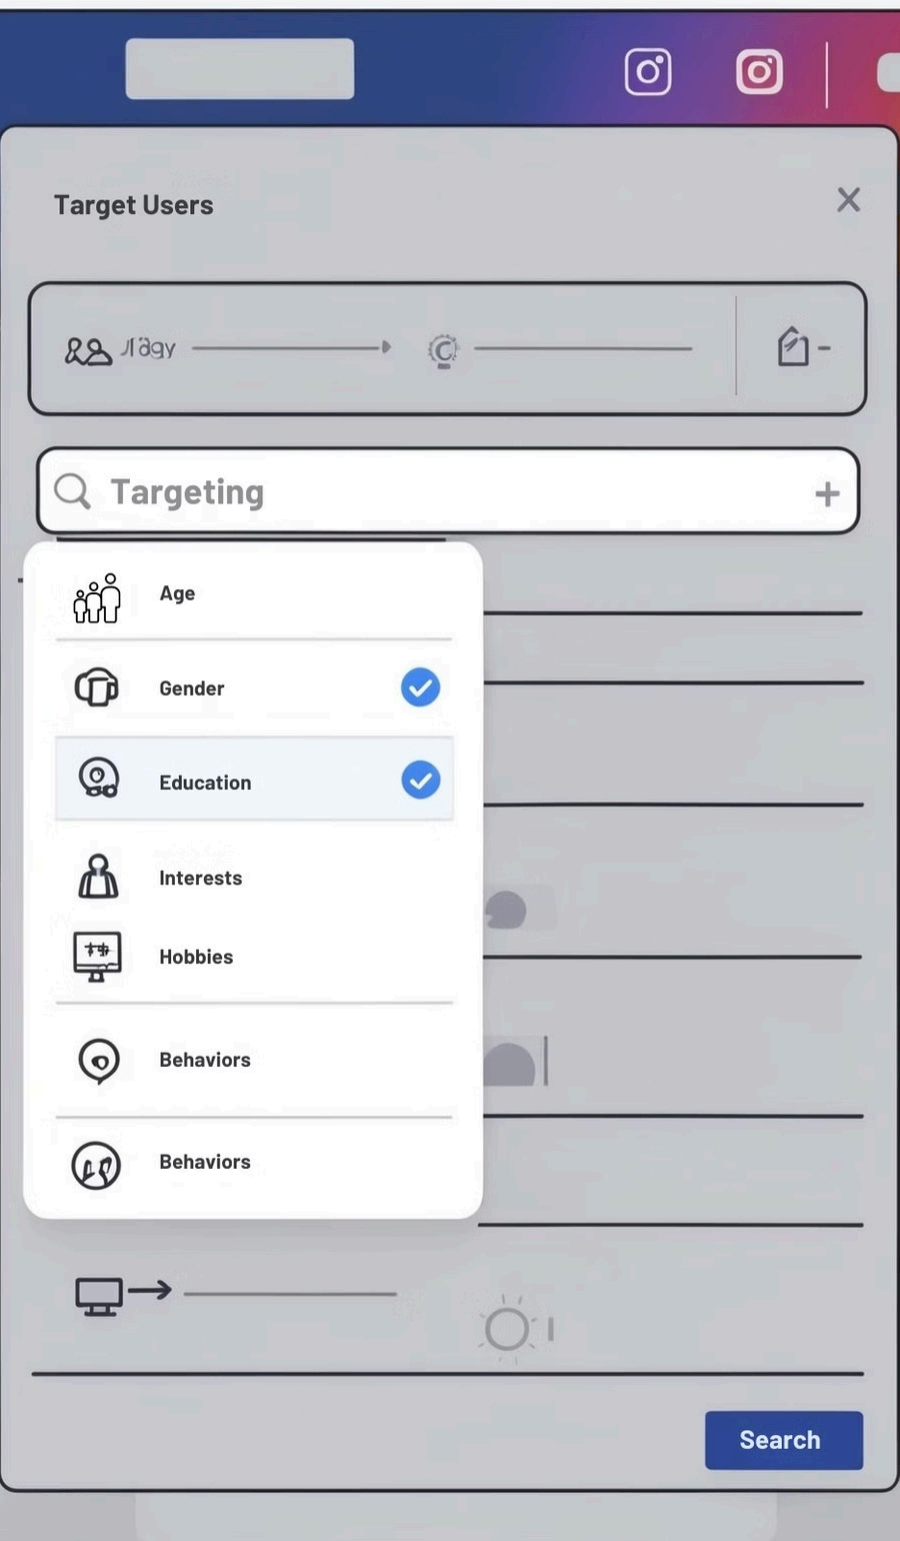 Target Users
Targeting
Age
Gender
Education
Interests
Hobbies
Behaviors
Behaviors
Search